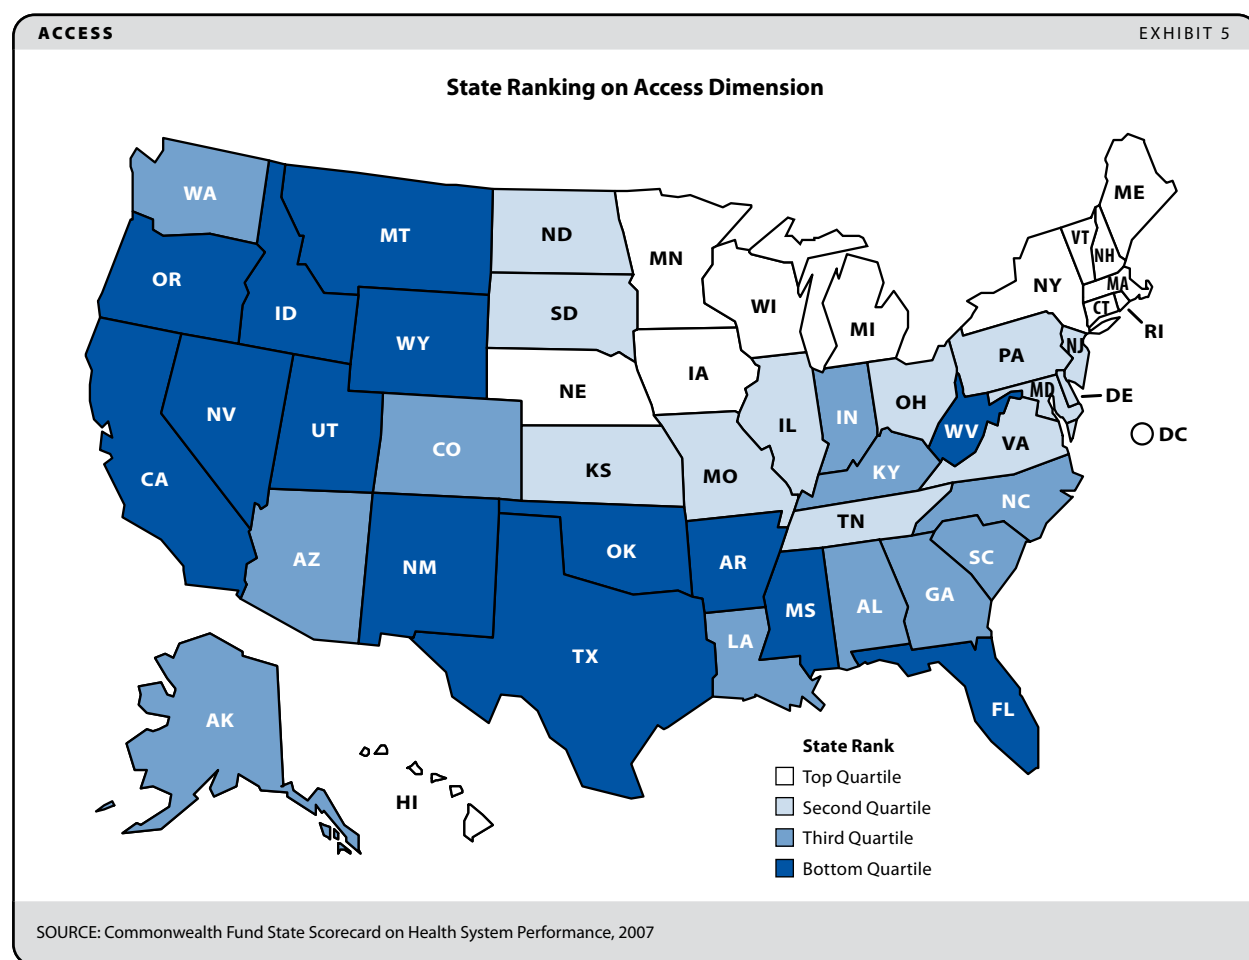 ACCESS
EXHIBIT 5
State Ranking on Access Dimension
ME
WA
VT
MT
ND
NH
MN
OR
NY
MA
WI
CT
ID
SD
MI
RI
WY
PA
NJ
IA
NE
MD
DE
OH
NV
IN
IL
UT
WV
DC
CO
VA
KS
KY
MO
CA
NC
TN
OK
AZ
SC
AR
NM
GA
AL
MS
LA
TX
FL
AK
HI
State Rank
Top Quartile
Second Quartile
Third Quartile
Bottom Quartile
SOURCE: Commonwealth Fund State Scorecard on Health System Performance, 2007